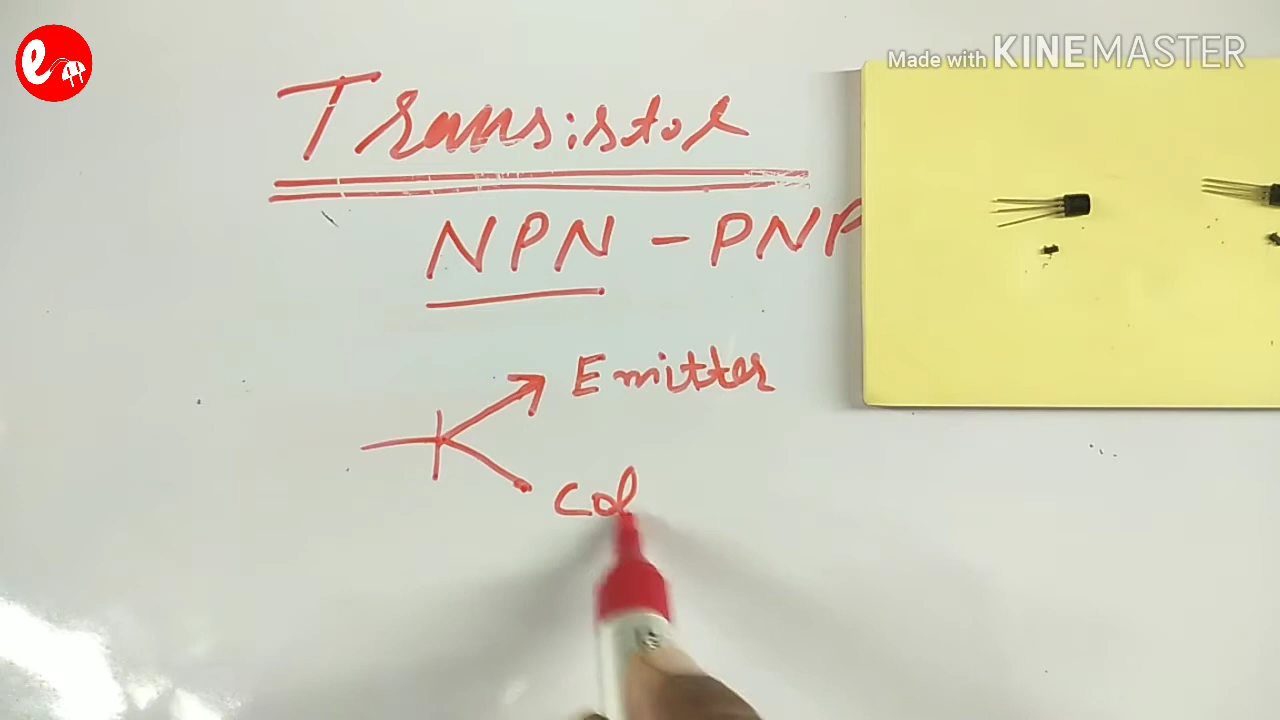 Made with KINEMASTER
Transistor
NPN - PNP
Emitter
Col